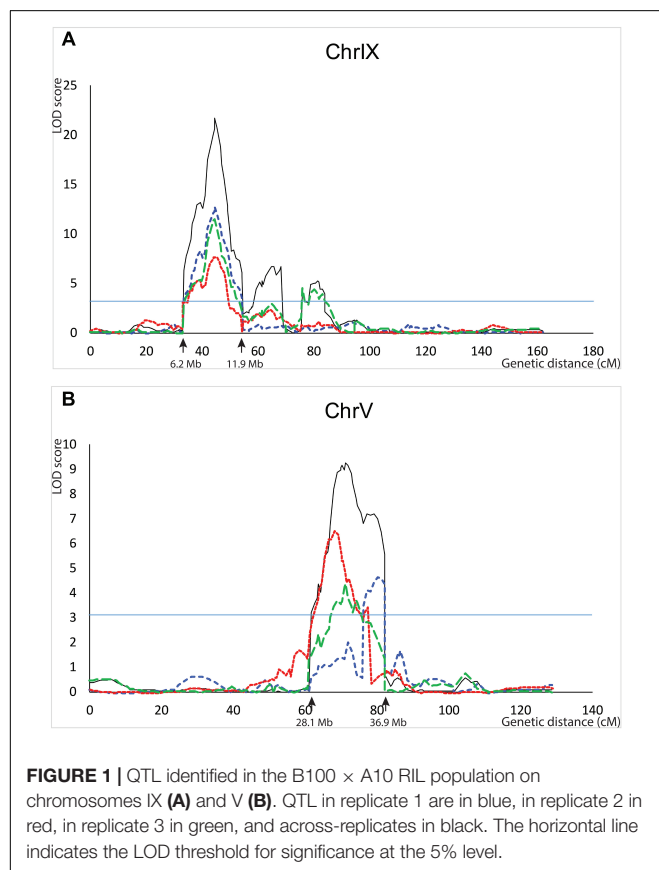 A
ChrIX
LOD score
25
20
15
10
5
0
0 20 40 60 80 100 120 140 160 180
6.2 Mb 11.9 Mb Genetic distance (cM)
B
ChrV
LOD score
10
9
8
7
6
5
4
3
2
1
0
0 20 40 60 80 100 120 140
28.1 Mb 36.9 Mb Genetic distance (cM)
FIGURE 1 | QTL identified in the B100 × A10 RIL population on
chromosomes IX (A) and V (B). QTL in replicate 1 are in blue, in replicate 2 in
red, in replicate 3 in green, and across-replicates in black. The horizontal line
indicates the LOD threshold for significance at the 5% level.